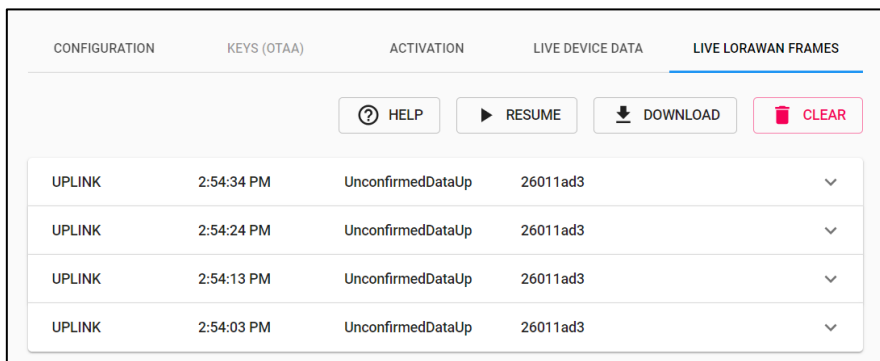 CONFIGURATION KEYS (OTAA) ACTIVATION LIVE DEVICE DATA LIVE LORAWAN FRAMES
HELP RESUME DOWNLOAD CLEAR
UPLINK 2:54:34 PM UnconfirmedDataUp 26011ad3
UPLINK 2:54:24 PM UnconfirmedDataUp 26011ad3
UPLINK 2:54:13 PM UnconfirmedDataUp 26011ad3
UPLINK 2:54:03 PM UnconfirmedDataUp 26011ad3